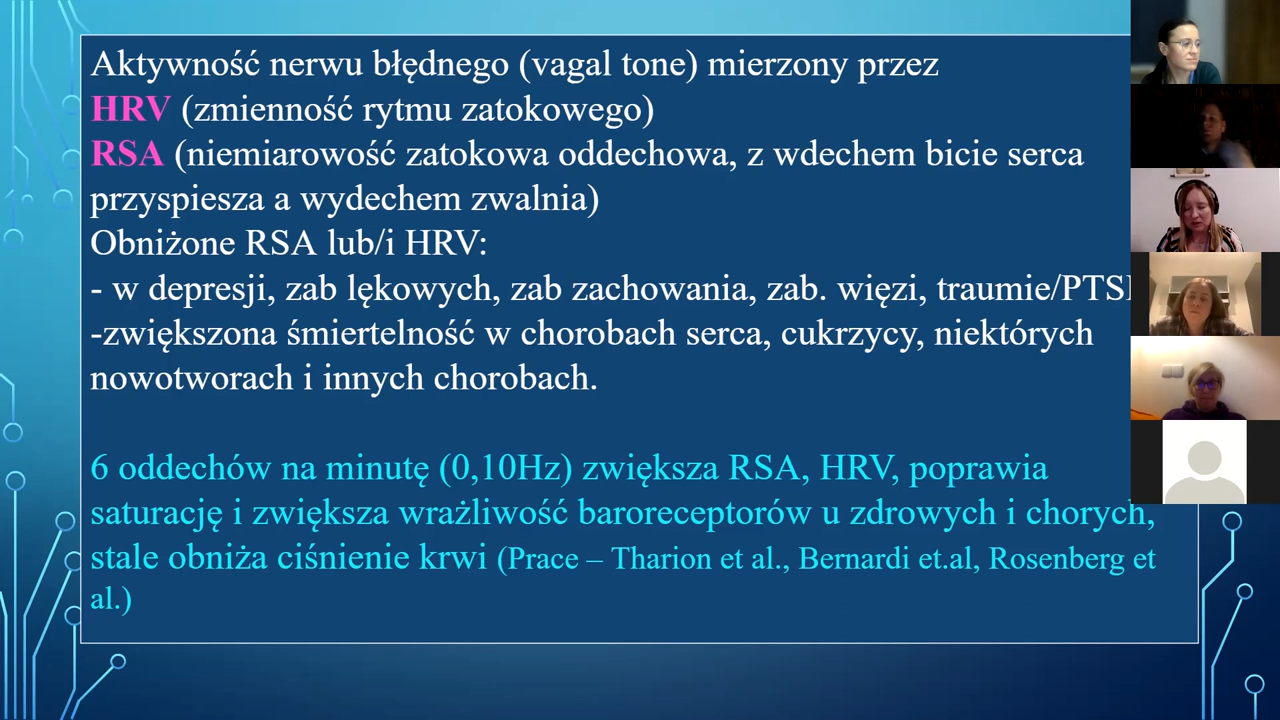 Aktywność nerwu błędnego (vagal tone) mierzony przez
HRV (zmienność rytmu zatokowego)
RSA (niemiarowość zatokowa oddechowa, z wdechem bicie serca
przyspiesza a wydechem zwalnia)
Obniżone RSA lub/i HRV:
- w depresji, zab lękowych, zab zachowania, zab. więzi, traumie/PTS
-zwiększona śmiertelność w chorobach serca, cukrzycy, niektórych
nowotworach i innych chorobach.
6 oddechów na minutę (0,10Hz) zwiększa RSA, HRV, poprawia
saturację i zwiększa wrażliwość baroreceptorów u zdrowych i chorych,
stale obniża ciśnienie krwi (Prace – Tharion et al., Bernardi et.al, Rosenberg et
al.)